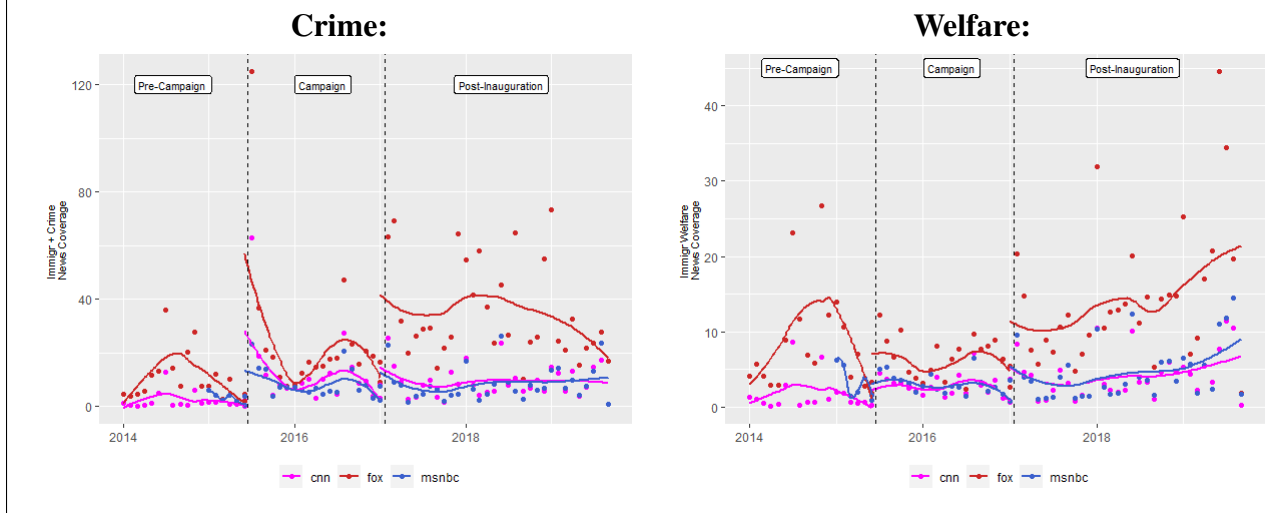 Crime:
Immigr + Crime
News Coverage
120
80
40
0
Pre-Campaign
Campaign
Post-Inauguration
2014
2016
2018
cnn
fox
msnbc
Welfare:
Immigr Welfare
News Coverage
40
30
20
10
0
Pre-Campaign
Campaign
Post-Inauguration
2014
2016
2018
cnn
fox
msnbc